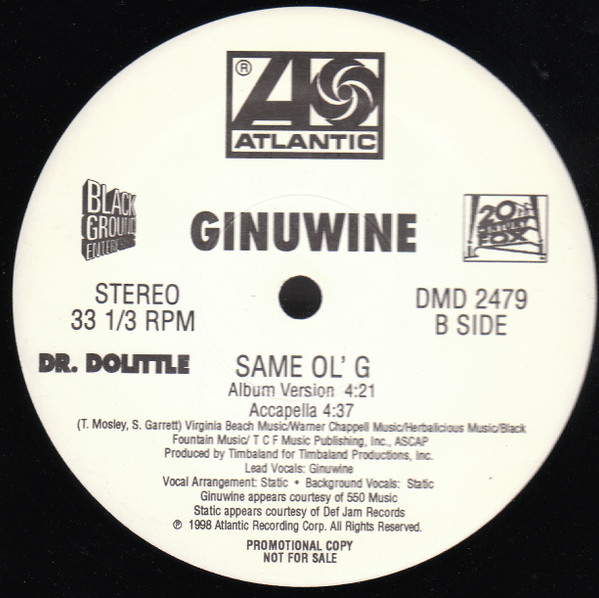 ®
ATLANTIC
BLACK
GROUND
ENTERPRISES
GINUWINE
20TH
CENTURY
FOX
STEREO
33 1/3 RPM
DMD 2479
B SIDE
DR. DOLITTLE
SAME OL' G
Album Version 4:21
Accapella 4:37
(T. Mosley, S. Garrett) Virginia Beach Music/Warner Chappell Music/Herbalicious Music/Black
Fountain Music/ T C F Music Publishing, Inc., ASCAP
Produced by Timbaland for Timbaland Productions, Inc.
Lead Vocals: Ginuwine
Vocal Arrangement: Static • Background Vocals: Static
Ginuwine appears courtesy of 550 Music
Static appears courtesy of Def Jam Records
℗ 1998 Atlantic Recording Corp. All Rights Reserved.
PROMOTIONAL COPY
NOT FOR SALE